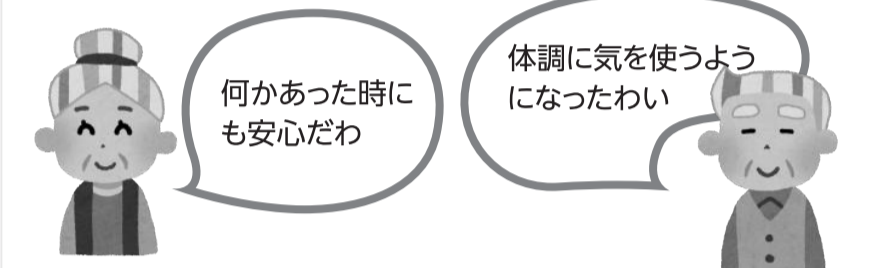 何かあった時に
も安心だわ
体調に気を使うよう
になったわい